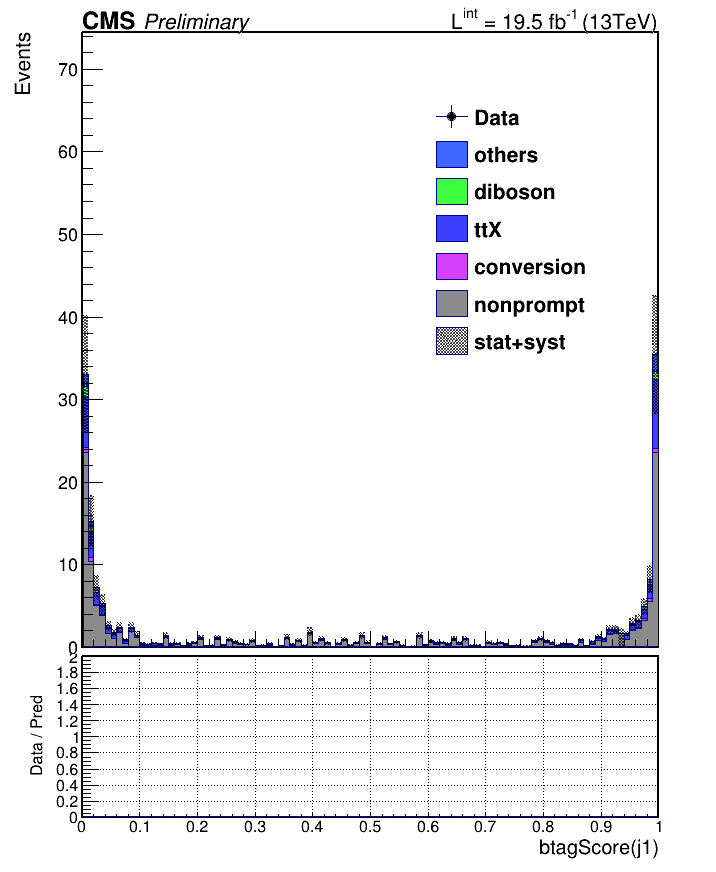 CMS Preliminary
L^int = 19.5 fb^-1 (13TeV)
Events
70
60
50
40
30
20
10
0
Data
others
diboson
ttX
conversion
nonprompt
stat+syst
Data / Pred
2
1.8
1.6
1.4
1.2
1
0.8
0.6
0.4
0.2
0
0 0.1 0.2 0.3 0.4 0.5 0.6 0.7 0.8 0.9 1
btagScore(j1)